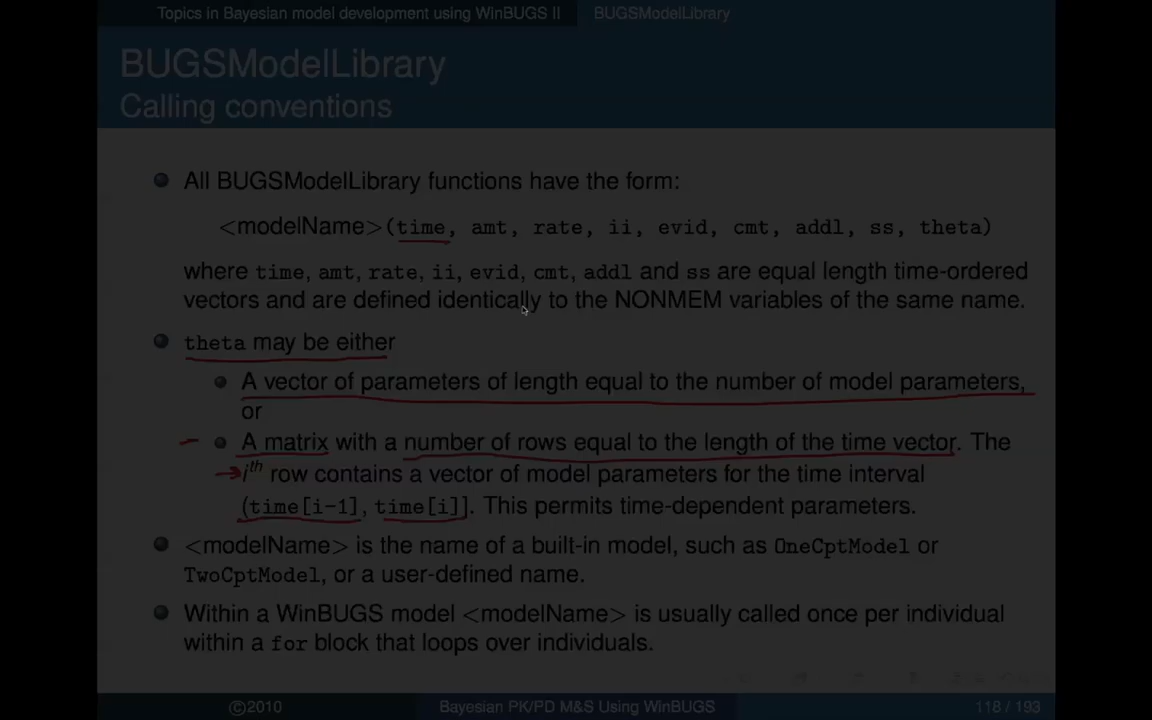 Topics in Bayesian model development using WinBUGS II BUGSModelLibrary
BUGSModelLibrary
Calling conventions
All BUGSModelLibrary functions have the form:
<modelName>(time, amt, rate, ii, evid, cmt, addl, ss, theta)
where time, amt, rate, ii, evid, cmt, addl and ss are equal length time-ordered
vectors and are defined identically to the NONMEM variables of the same name.
theta may be either
A vector of parameters of length equal to the number of model parameters,
or
A matrix with a number of rows equal to the length of the time vector. The
ith row contains a vector of model parameters for the time interval
(time[i-1], time[i]]. This permits time-dependent parameters.
<modelName> is the name of a built-in model, such as OneCptModel or
TwoCptModel, or a user-defined name.
Within a WinBUGS model <modelName> is usually called once per individual
within a for block that loops over individuals.
©2010 Bayesian PK/PD M&S Using WinBUGS 118 / 193